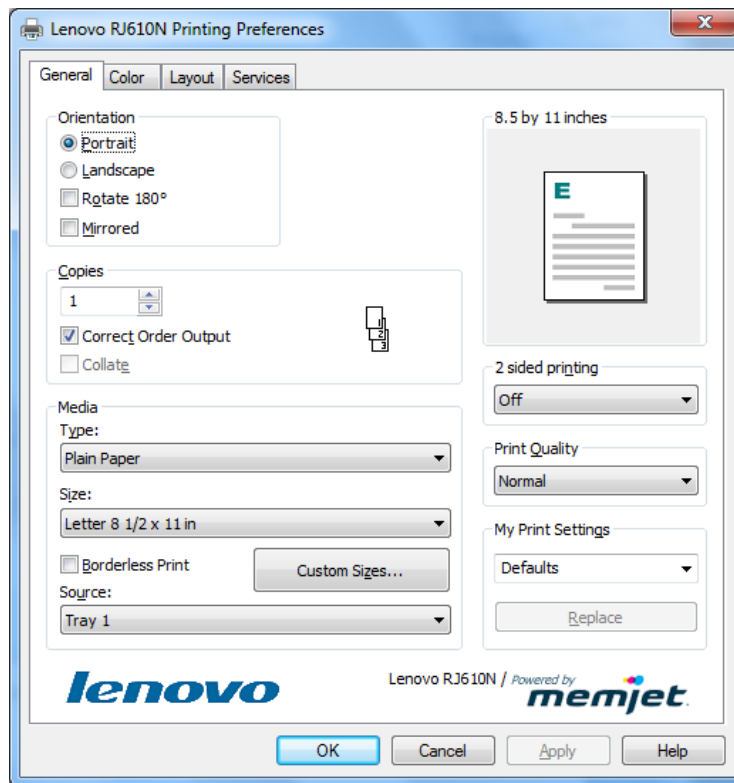 Lenovo RJ610N Printing Preferences
X
General Color Layout Services
Orientation
Portrait
Landscape
Rotate 180°
Mirrored
8.5 by 11 inches
E
Copies
1
Correct Order Output
Collate
1
2
3
2 sided printing
Off
Media
Type:
Plain Paper
Size:
Letter 8 1/2 x 11 in
Borderless Print
Custom Sizes...
Source:
Tray 1
Print Quality
Normal
My Print Settings
Defaults
Replace
lenovo
Lenovo RJ610N / Powered by
memjet.
OK Cancel Apply Help